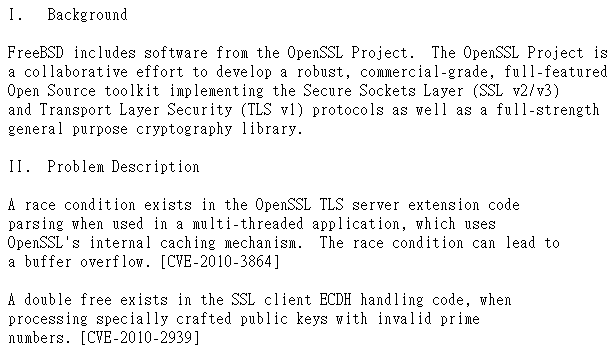 I.   Background
FreeBSD includes software from the OpenSSL Project.  The OpenSSL Project is
a collaborative effort to develop a robust, commercial-grade, full-featured
Open Source toolkit implementing the Secure Sockets Layer (SSL v2/v3)
and Transport Layer Security (TLS v1) protocols as well as a full-strength
general purpose cryptography library.
II.  Problem Description
A race condition exists in the OpenSSL TLS server extension code
parsing when used in a multi-threaded application, which uses
OpenSSL's internal caching mechanism.  The race condition can lead to
a buffer overflow. [CVE-2010-3864]
A double free exists in the SSL client ECDH handling code, when
processing specially crafted public keys with invalid prime
numbers. [CVE-2010-2939]